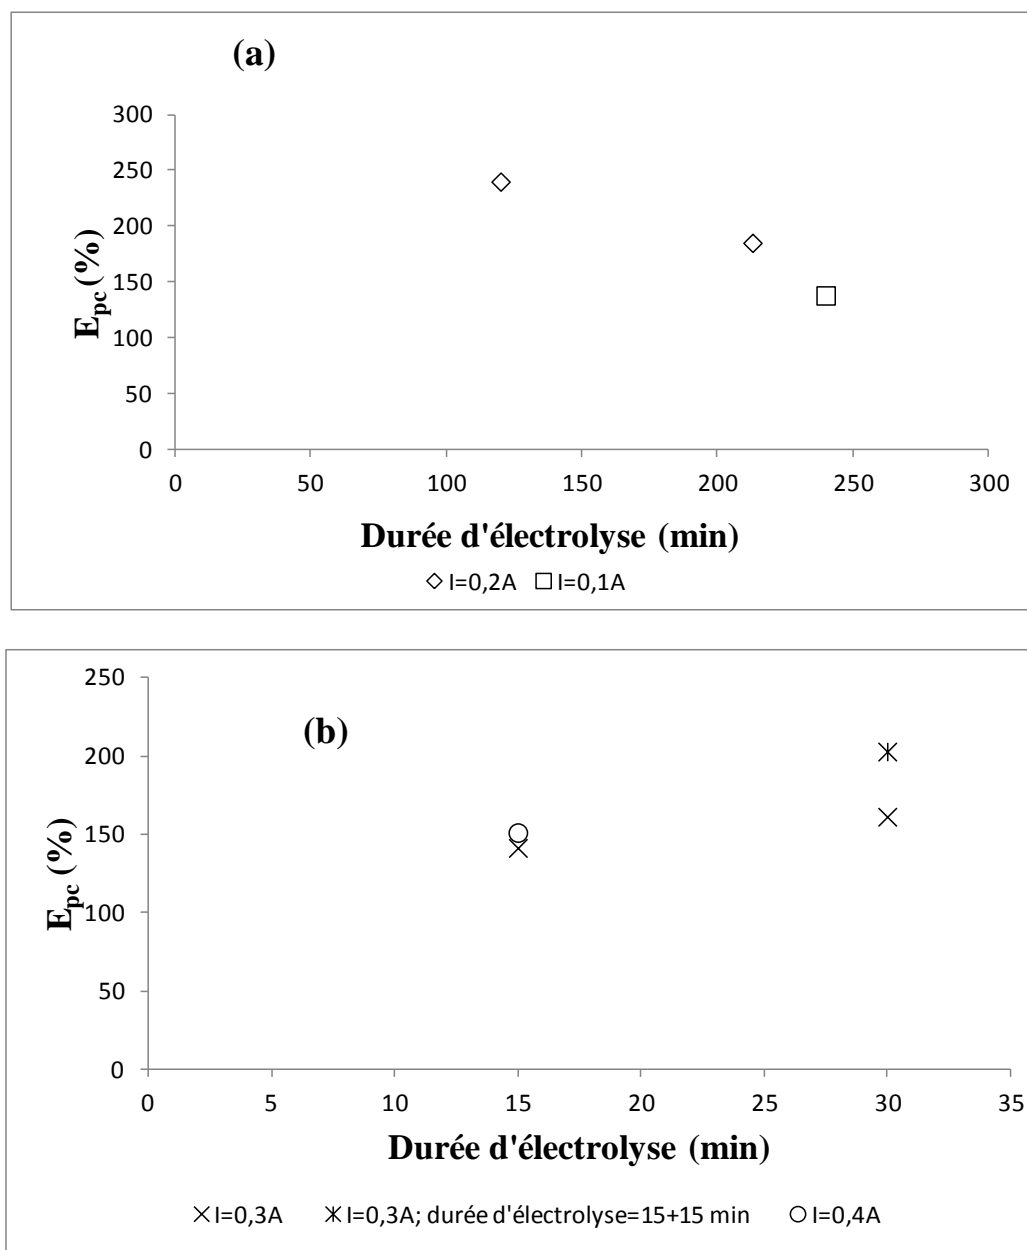 (a)
300
250
200
150
100
50
0
E_pc (%)
0 50 100 150 200 250 300
Durée d'électrolyse (min)
I=0,2A I=0,1A
250
200
150
100
50
0
(b)
E_pc (%)
0 5 10 15 20 25 30 35
Durée d'électrolyse (min)
I=0,3A I=0,3A; durée d'électrolyse=15+15 min I=0,4A